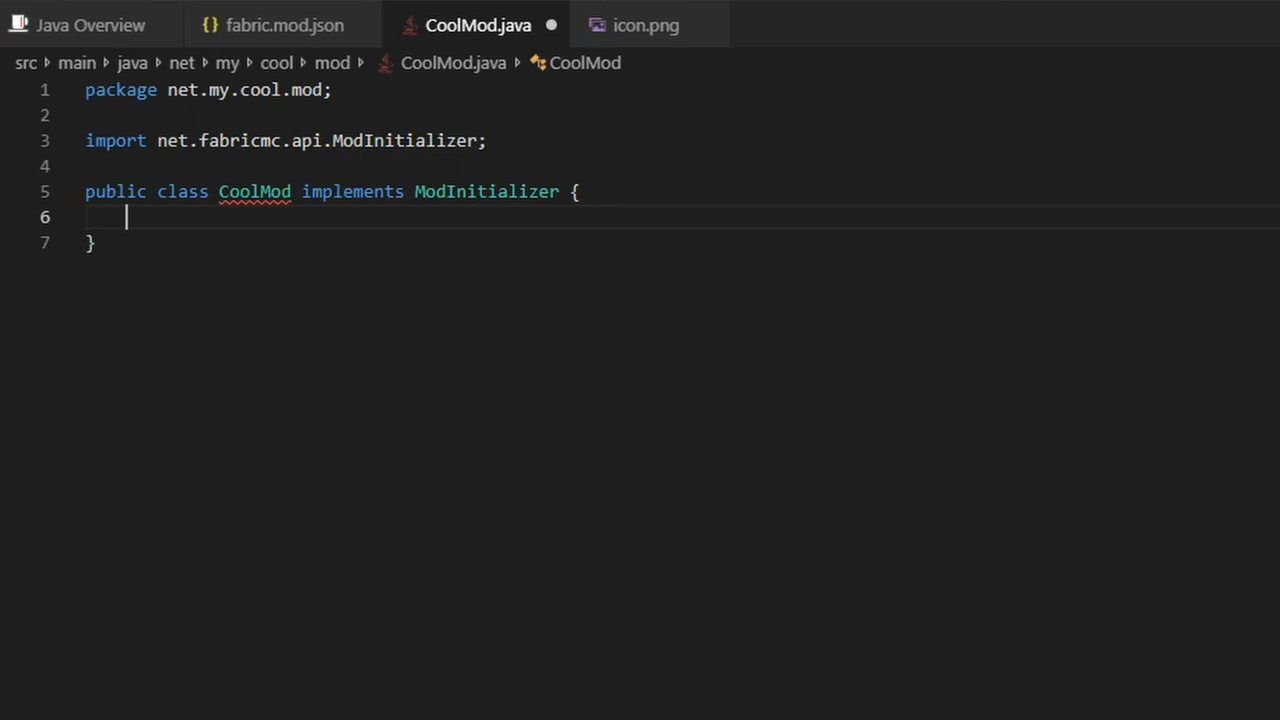 Java Overview {} fabric.mod.json CoolMod.java icon.png
src main java net my cool mod CoolMod.java CoolMod
1 package net.my.cool.mod;
2
3 import net.fabricmc.api.ModInitializer;
4
5 public class CoolMod implements ModInitializer {
6
7 }